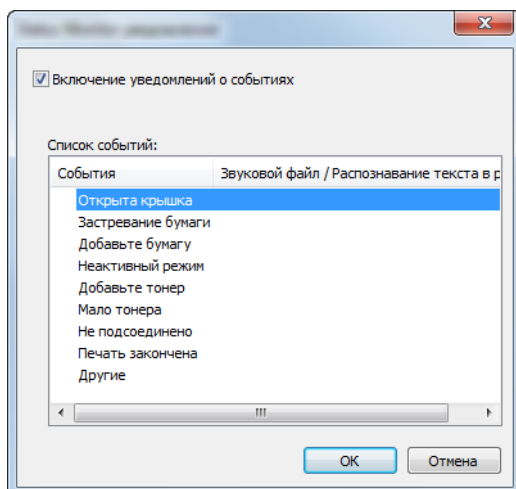 Включение уведомлений о событиях
Список событий:
События Звуковой файл / Распознавание текста в р
Открыта крышка
Застревание бумаги
Добавьте бумагу
Неактивный режим
Добавьте тонер
Мало тонера
Не подсоединено
Печать закончена
Другие
OK Отмена